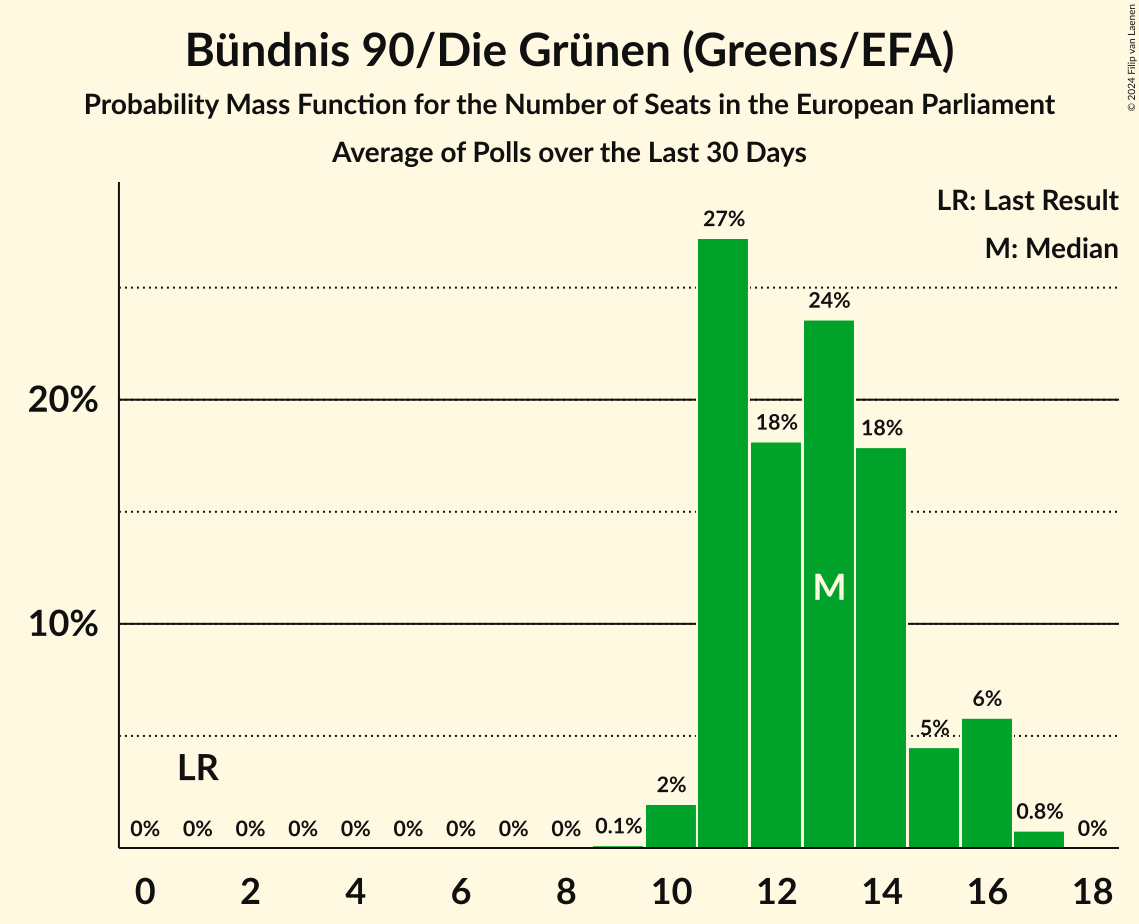 Bündnis 90/Die Grünen (Greens/EFA)
Probability Mass Function for the Number of Seats in the European Parliament
Average of Polls over the Last 30 Days
© 2024 Filip van Laenen
LR: Last Result
M: Median
27%
24%
20%
18%
18%
M
10%
6%
5%
LR
2%
0.8%
0% 0% 0% 0% 0% 0% 0% 0% 0% 0.1% 0%
0 2 4 6 8 10 12 14 16 18